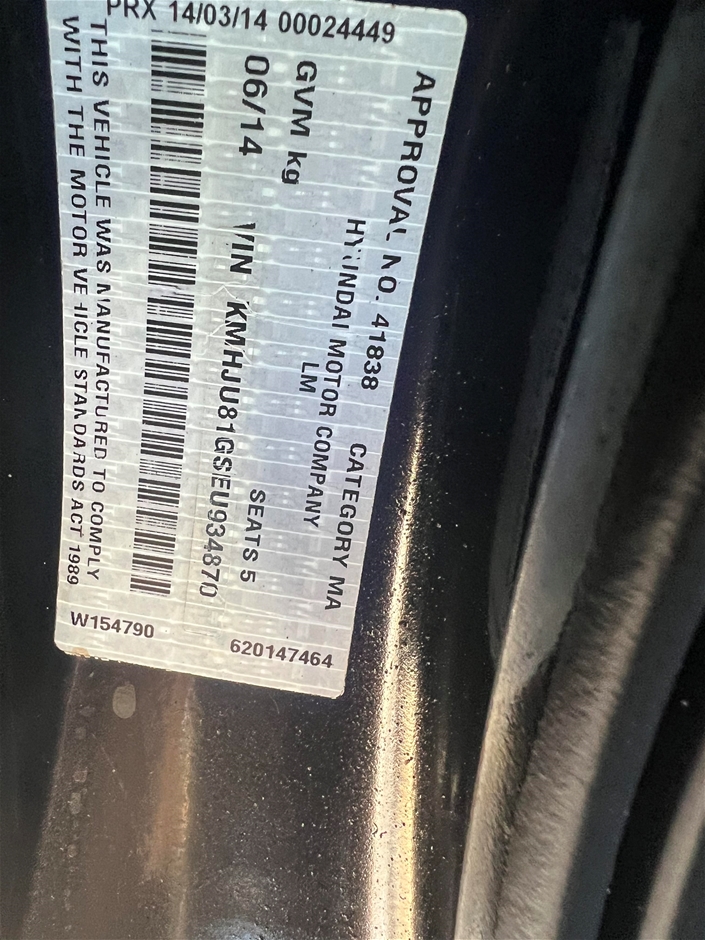 APPROVAL NO. 41838 CATEGORY MA
HYUNDAI MOTOR COMPANY
LM
GVM kg
06/14 VIN KMHJU81GSEU934870 SEATS 5
THIS VEHICLE WAS MANUFACTURED TO COMPLY
WITH THE MOTOR VEHICLE STANDARDS ACT 1989
PRX 14/03/14 00024449
W154790
620147464